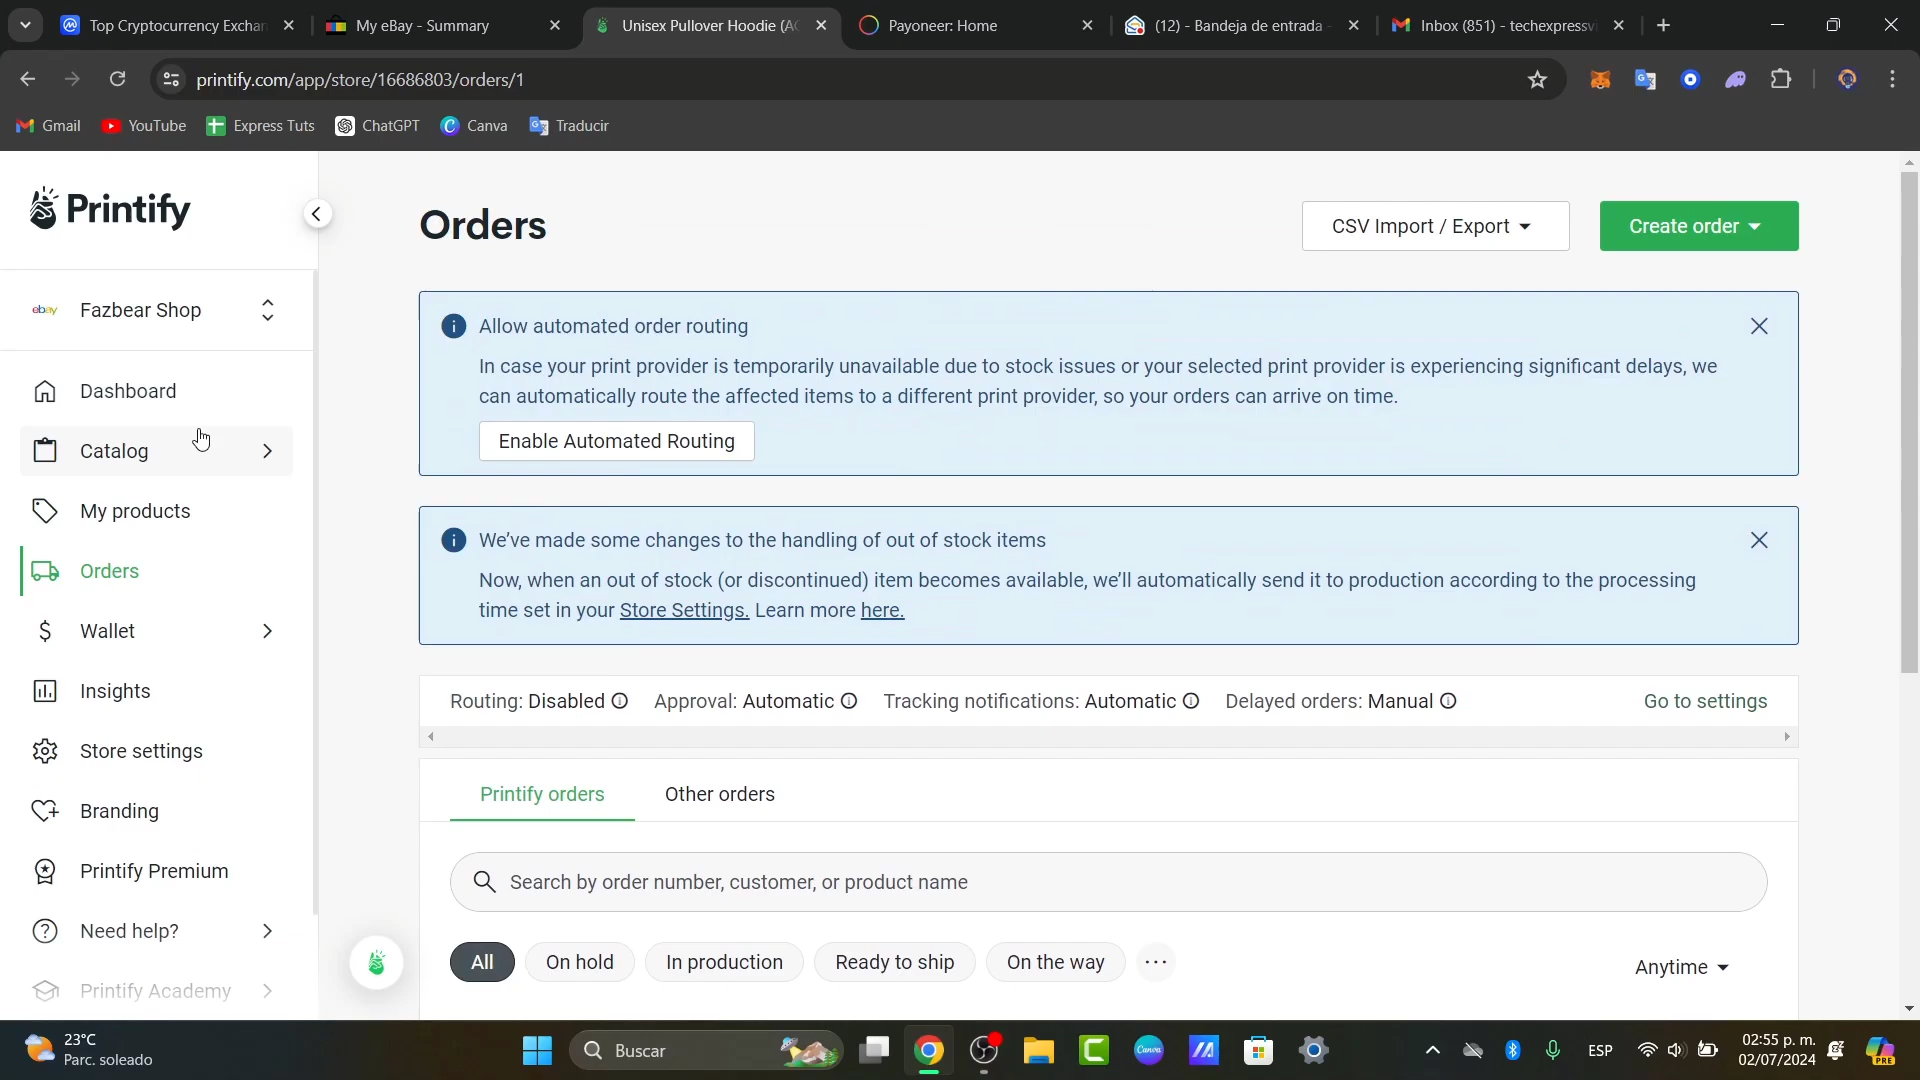 Top Cryptocurrency Exchan
My eBay - Summary
Unisex Pullover Hoodie (AO
Payoneer: Home
(12) - Bandeja de entrada -
Inbox (851) - techexpressvi
printify.com/app/store/16686803/orders/1
Gmail
YouTube
Express Tuts
ChatGPT
Canva
Traducir
Printify
ebay
Fazbear Shop
Dashboard
Catalog
My products
Orders
Wallet
Insights
Store settings
Branding
Printify Premium
Need help?
Printify Academy
Orders
CSV Import / Export
Create order
Allow automated order routing
In case your print provider is temporarily unavailable due to stock issues or your selected print provider is experiencing significant delays, we
can automatically route the affected items to a different print provider, so your orders can arrive on time.
Enable Automated Routing
We've made some changes to the handling of out of stock items
Now, when an out of stock (or discontinued) item becomes available, we'll automatically send it to production according to the processing
time set in your Store Settings. Learn more here.
Routing: Disabled
Approval: Automatic
Tracking notifications: Automatic
Delayed orders: Manual
Go to settings
Printify orders
Other orders
Search by order number, customer, or product name
All
On hold
In production
Ready to ship
On the way
Anytime
23°C
Parc. soleado
Buscar
Canva
ESP
02:55 p. m.
02/07/2024
PRE